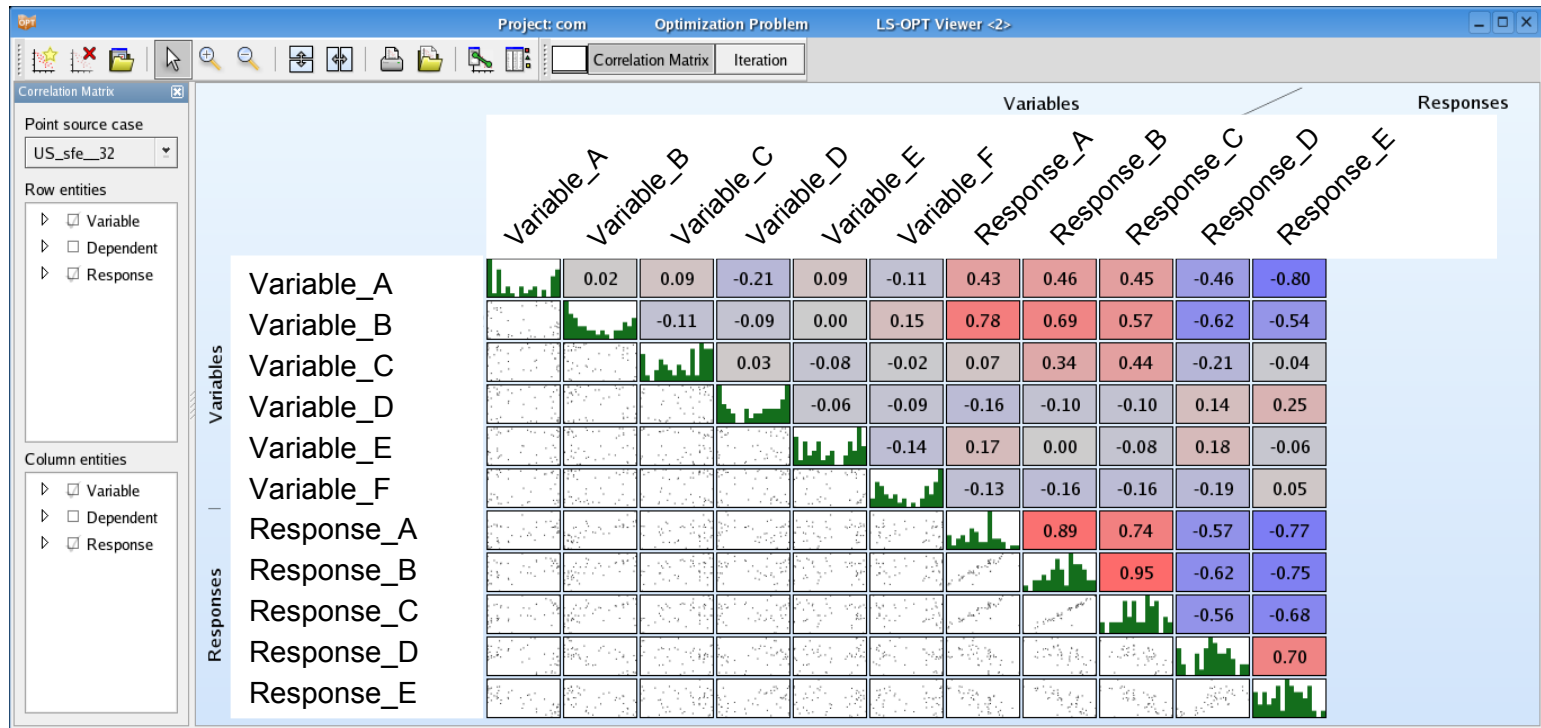 OPT Project: com Optimization Problem LS-OPT Viewer <2>
Correlation Matrix Iteration
Correlation Matrix
Point source case
US_sfe__32
Row entities
Variable
Dependent
Response
Column entities
Variable
Dependent
Response
Variables Responses
Variable_A Variable_B Variable_C Variable_D Variable_E Variable_F Response_A Response_B Response_C Response_D Response_E
Variables
Responses
Variable_A 0.02 0.09 -0.21 0.09 -0.11 0.43 0.46 0.45 -0.46 -0.80
Variable_B -0.11 -0.09 0.00 0.15 0.78 0.69 0.57 -0.62 -0.54
Variable_C 0.03 -0.08 -0.02 0.07 0.34 0.44 -0.21 -0.04
Variable_D -0.06 -0.09 -0.16 -0.10 -0.10 0.14 0.25
Variable_E -0.14 0.17 0.00 -0.08 0.18 -0.06
Variable_F -0.13 -0.16 -0.16 -0.19 0.05
Response_A 0.89 0.74 -0.57 -0.77
Response_B 0.95 -0.62 -0.75
Response_C -0.56 -0.68
Response_D 0.70
Response_E